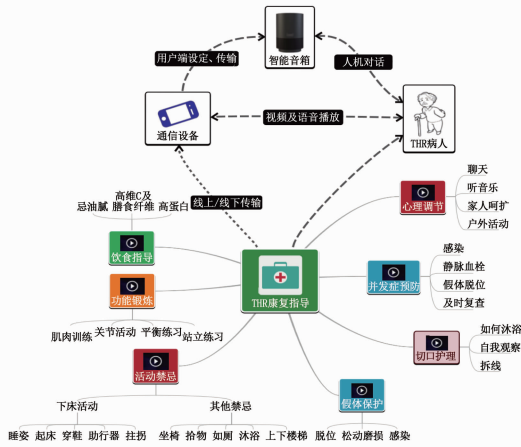 智能音箱
用户端设定、传输
人机对话
通信设备
视频及语音播放
THR病人
线上/线下传输
聊天
听音乐
家人呵护
户外活动
心理调节
高维C及
忌油腻 膳食纤维 高蛋白
饮食指导
感染
静脉血栓
假体脱位
及时复查
并发症预防
功能锻炼
THR康复指导
肌肉训练 关节活动 平衡练习 站立练习
如何沐浴
自我观察
拆线
切口护理
活动禁忌
假体保护
下床活动
其他禁忌
睡姿 起床 穿鞋 助行器 拄拐
坐椅 拾物 如厕 沐浴 上下楼梯
脱位 松动磨损 感染